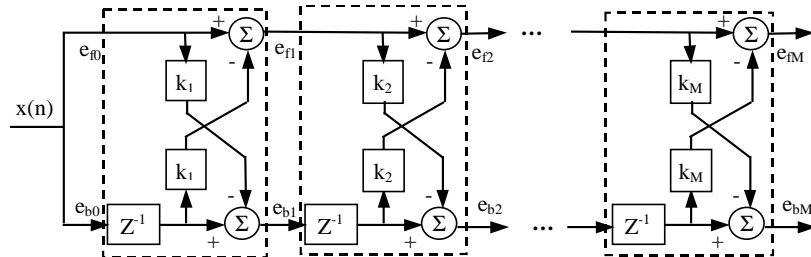 + Σ + Σ ... + Σ
e_f0 - e_f1 - e_f2 - e_fM
k_1 k_2 k_M
x(n)
k_1 k_2 k_M
e_b0 - e_b1 - e_b2 - e_bM
Z^-1 + Σ Z^-1 + Σ ... Z^-1 + Σ